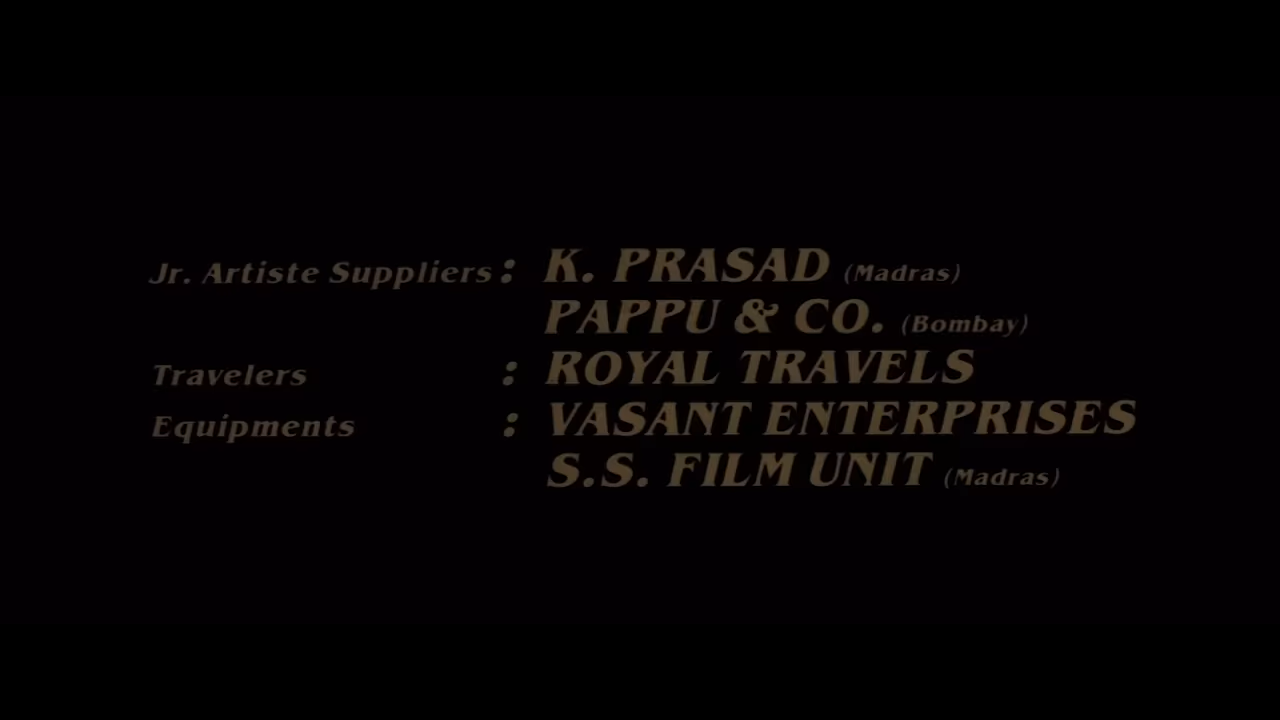 Jr. Artiste Suppliers : K. PRASAD (Madras)
PAPPU & CO. (Bombay)
Travelers : ROYAL TRAVELS
Equipments : VASANT ENTERPRISES
S.S. FILM UNIT (Madras)